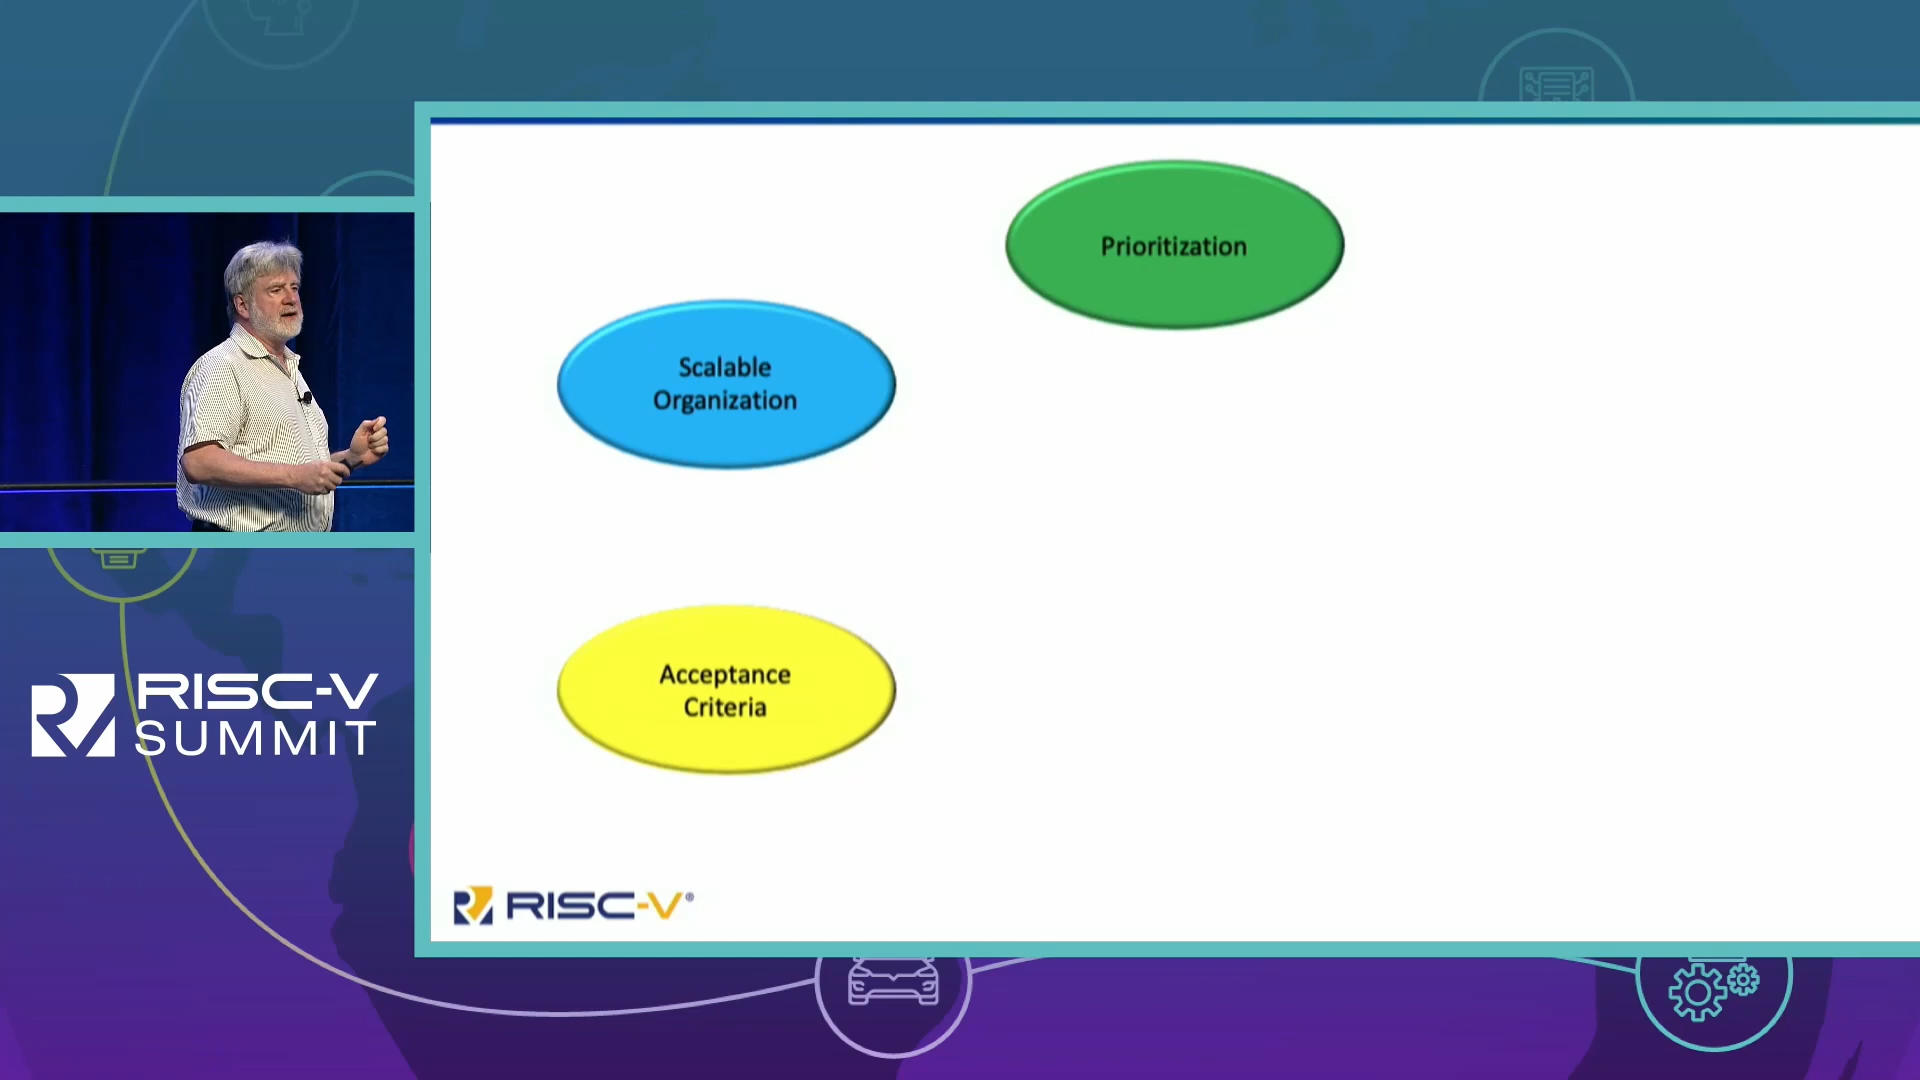 Prioritization
Scalable
Organization
Acceptance
Criteria
RISC-V
SUMMIT
RISC-V®